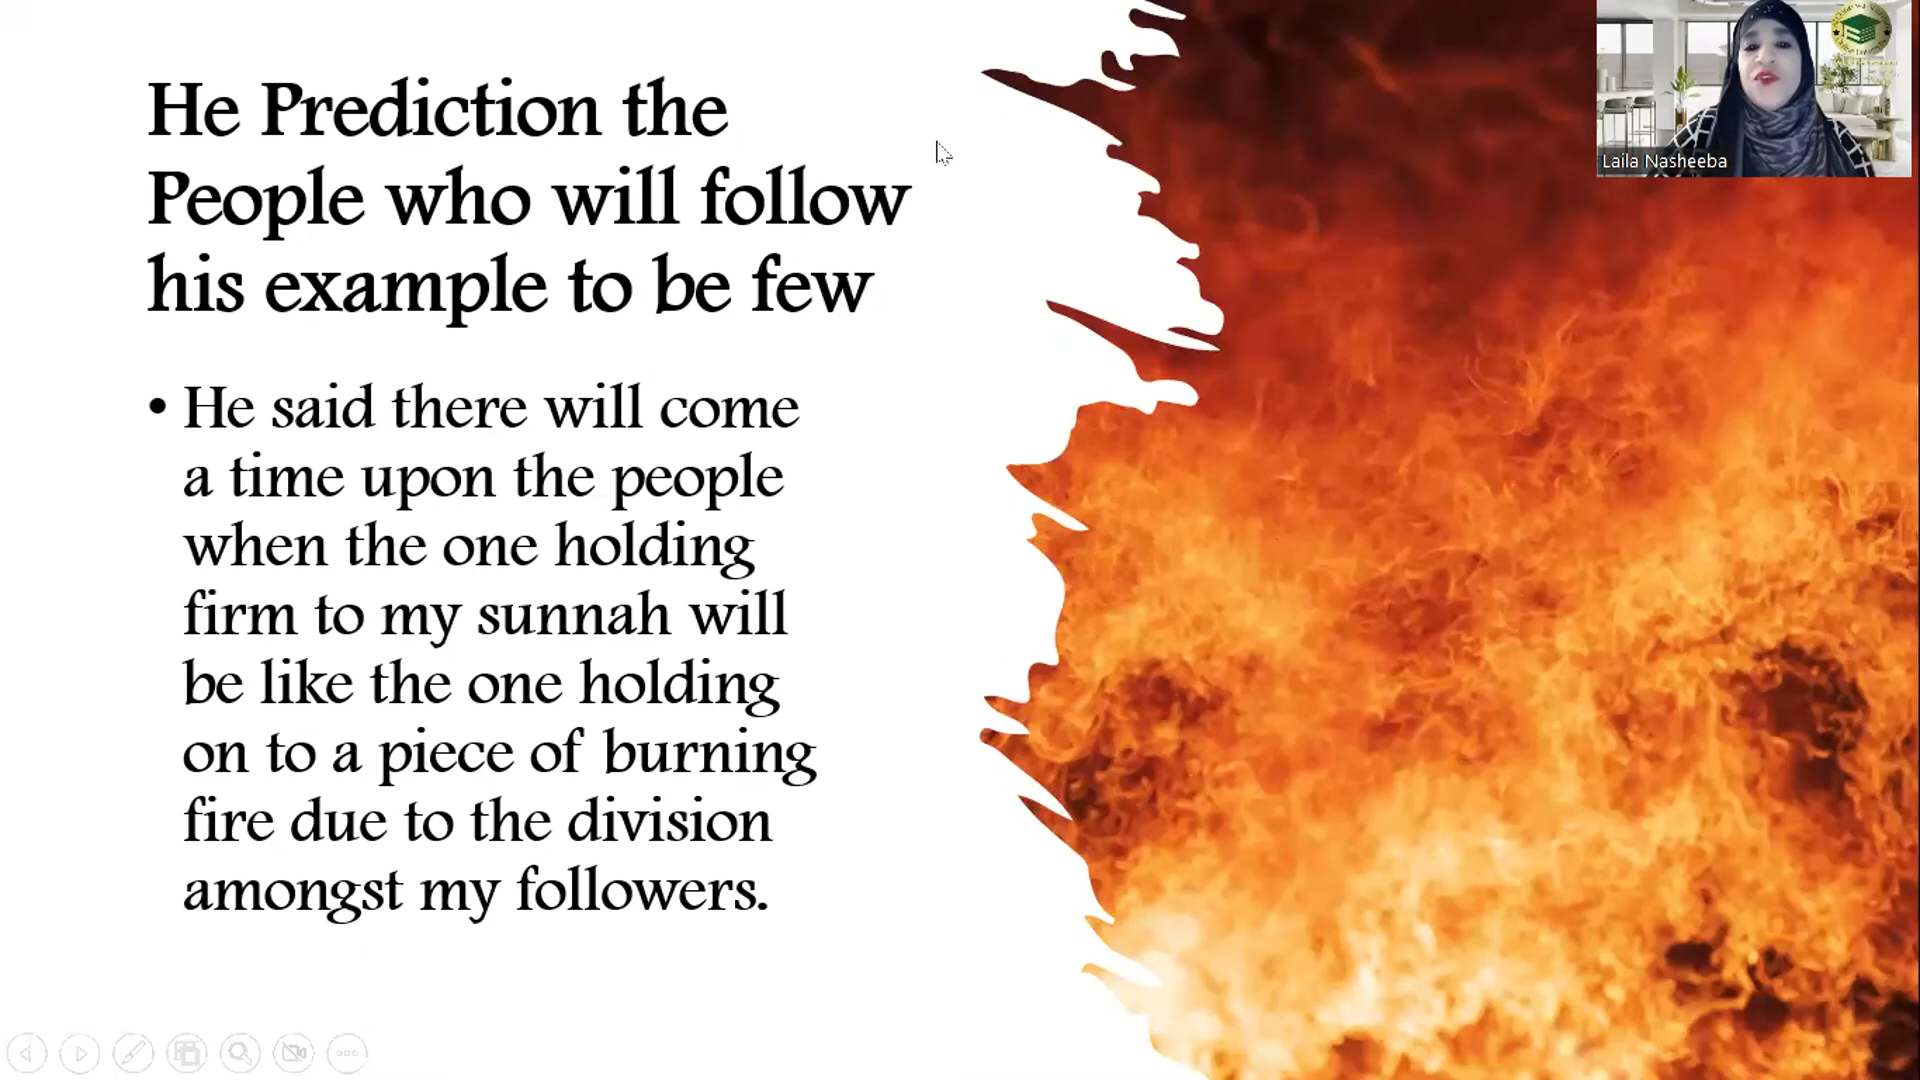 He Prediction the
People who will follow
his example to be few
• He said there will come
a time upon the people
when the one holding
firm to my sunnah will
be like the one holding
on to a piece of burning
fire due to the division
amongst my followers.
Laila Nasheeba